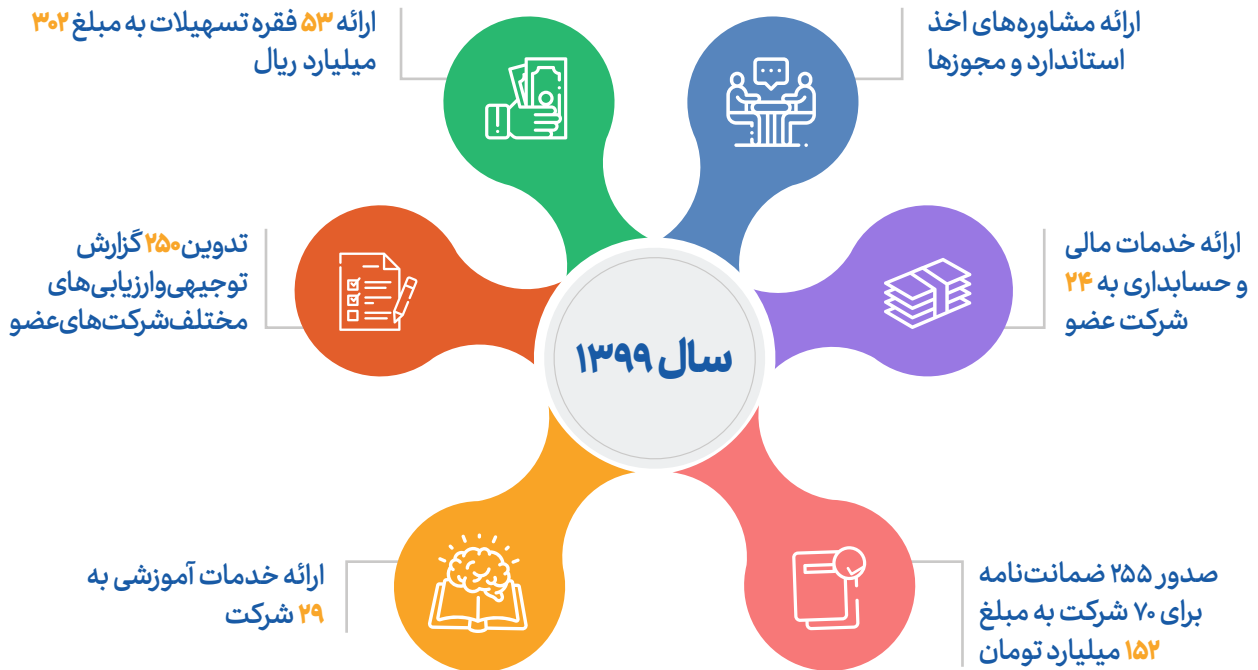 ارائه مشاوره‌های اخذ
استاندارد و مجوزها
ارائه ۵۳ فقره تسهیلات به مبلغ ۳۰۲
میلیارد ریال
ارائه خدمات مالی
و حسابداری به ۲۴
شرکت عضو
تدوین ۲۵۰ گزارش
توجیهی و ارزیابی‌های
مختلف شرکت‌های عضو
سال ۱۳۹۹
صدور ۲۵۵ ضمانت‌نامه
برای ۷۰ شرکت به مبلغ
۱۵۲ میلیارد تومان
ارائه خدمات آموزشی به
۲۹ شرکت